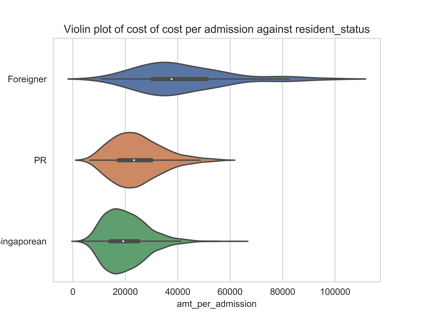 Violin plot of cost of cost per admission against resident_status
Foreigner
PR
ingaporean
0 20000 40000 60000 80000 100000
amt_per_admission